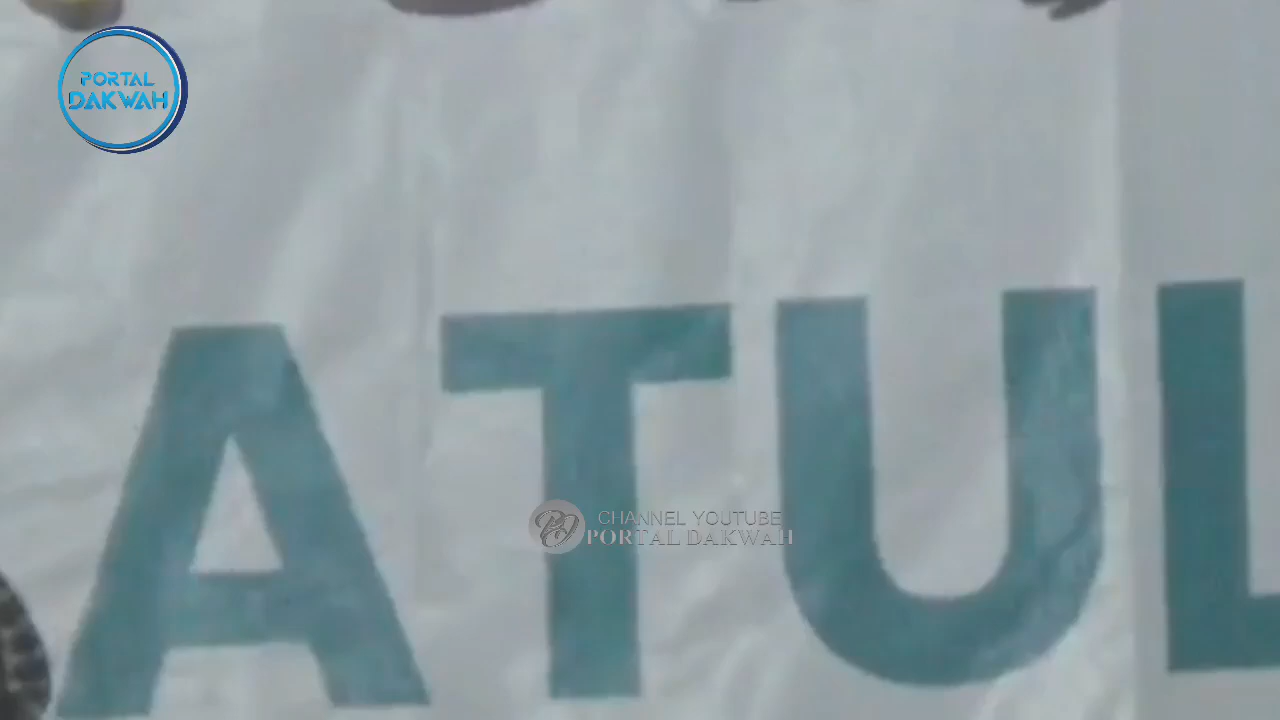 PORTAL
DAKWAH
ATUL
CHANNEL YOUTUBE
PORTAL DAKWAH